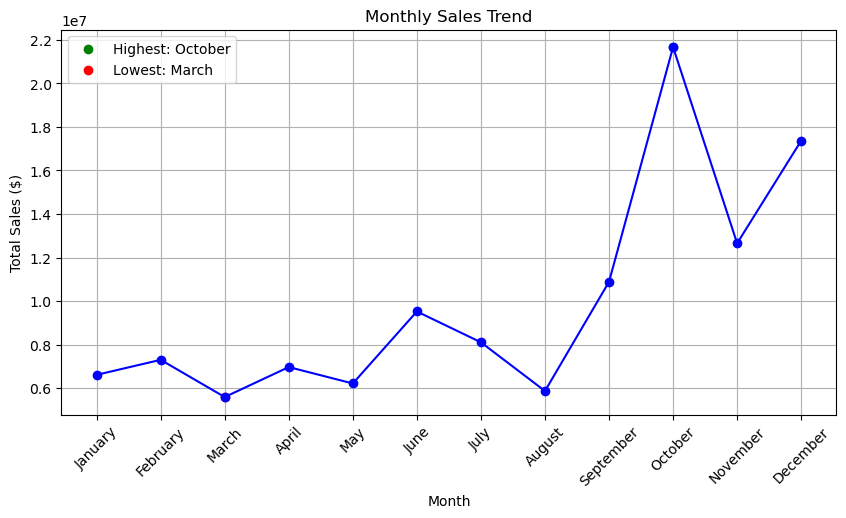 Monthly Sales Trend
1e7
Highest: October
Lowest: March
2.2
2.0
1.8
1.6
1.4
1.2
1.0
0.8
0.6
Total Sales ($)
January
February
March
April
May
June
July
August
September
October
November
December
Month